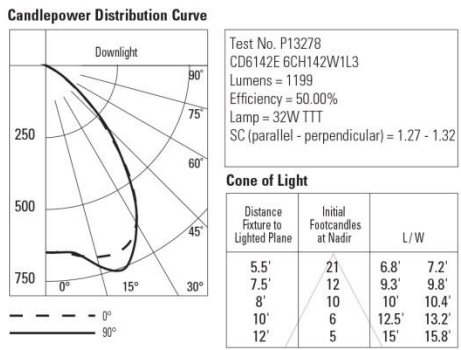 Candlepower Distribution Curve
Downlight
90°
75°
60°
45°
30°
15°
0°
250
500
750
0°
90°
Test No. P13278
CD6142E 6CH142W1L3
Lumens = 1199
Efficiency = 50.00%
Lamp = 32W TTT
SC (parallel - perpendicular) = 1.27 - 1.32
Cone of Light
Distance Fixture to Lighted Plane
Initial Footcandles at Nadir
L / W
5.5' 21 6.8' 7.2'
7.5' 12 9.3' 9.8'
8' 10 10' 10.4'
10' 6 12.5' 13.2'
12' 5 15' 15.8'